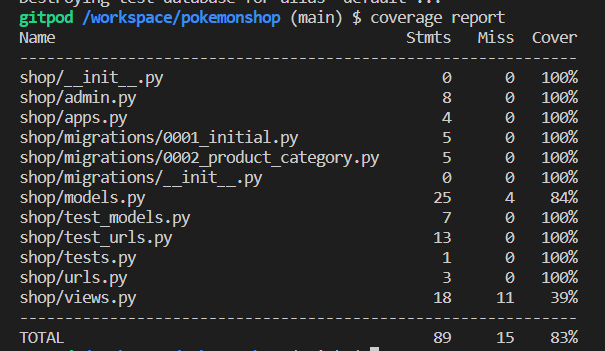 gitpod /workspace/pokemonshop (main) $ coverage report
Name                                    Stmts   Miss  Cover
-----------------------------------------------------------
shop/__init__.py                            0      0   100%
shop/admin.py                               8      0   100%
shop/apps.py                                4      0   100%
shop/migrations/0001_initial.py             5      0   100%
shop/migrations/0002_product_category.py    5      0   100%
shop/migrations/__init__.py                 0      0   100%
shop/models.py                             25      4    84%
shop/test_models.py                         7      0   100%
shop/test_urls.py                          13      0   100%
shop/tests.py                               1      0   100%
shop/urls.py                                3      0   100%
shop/views.py                              18     11    39%
-----------------------------------------------------------
TOTAL                                      89     15    83%